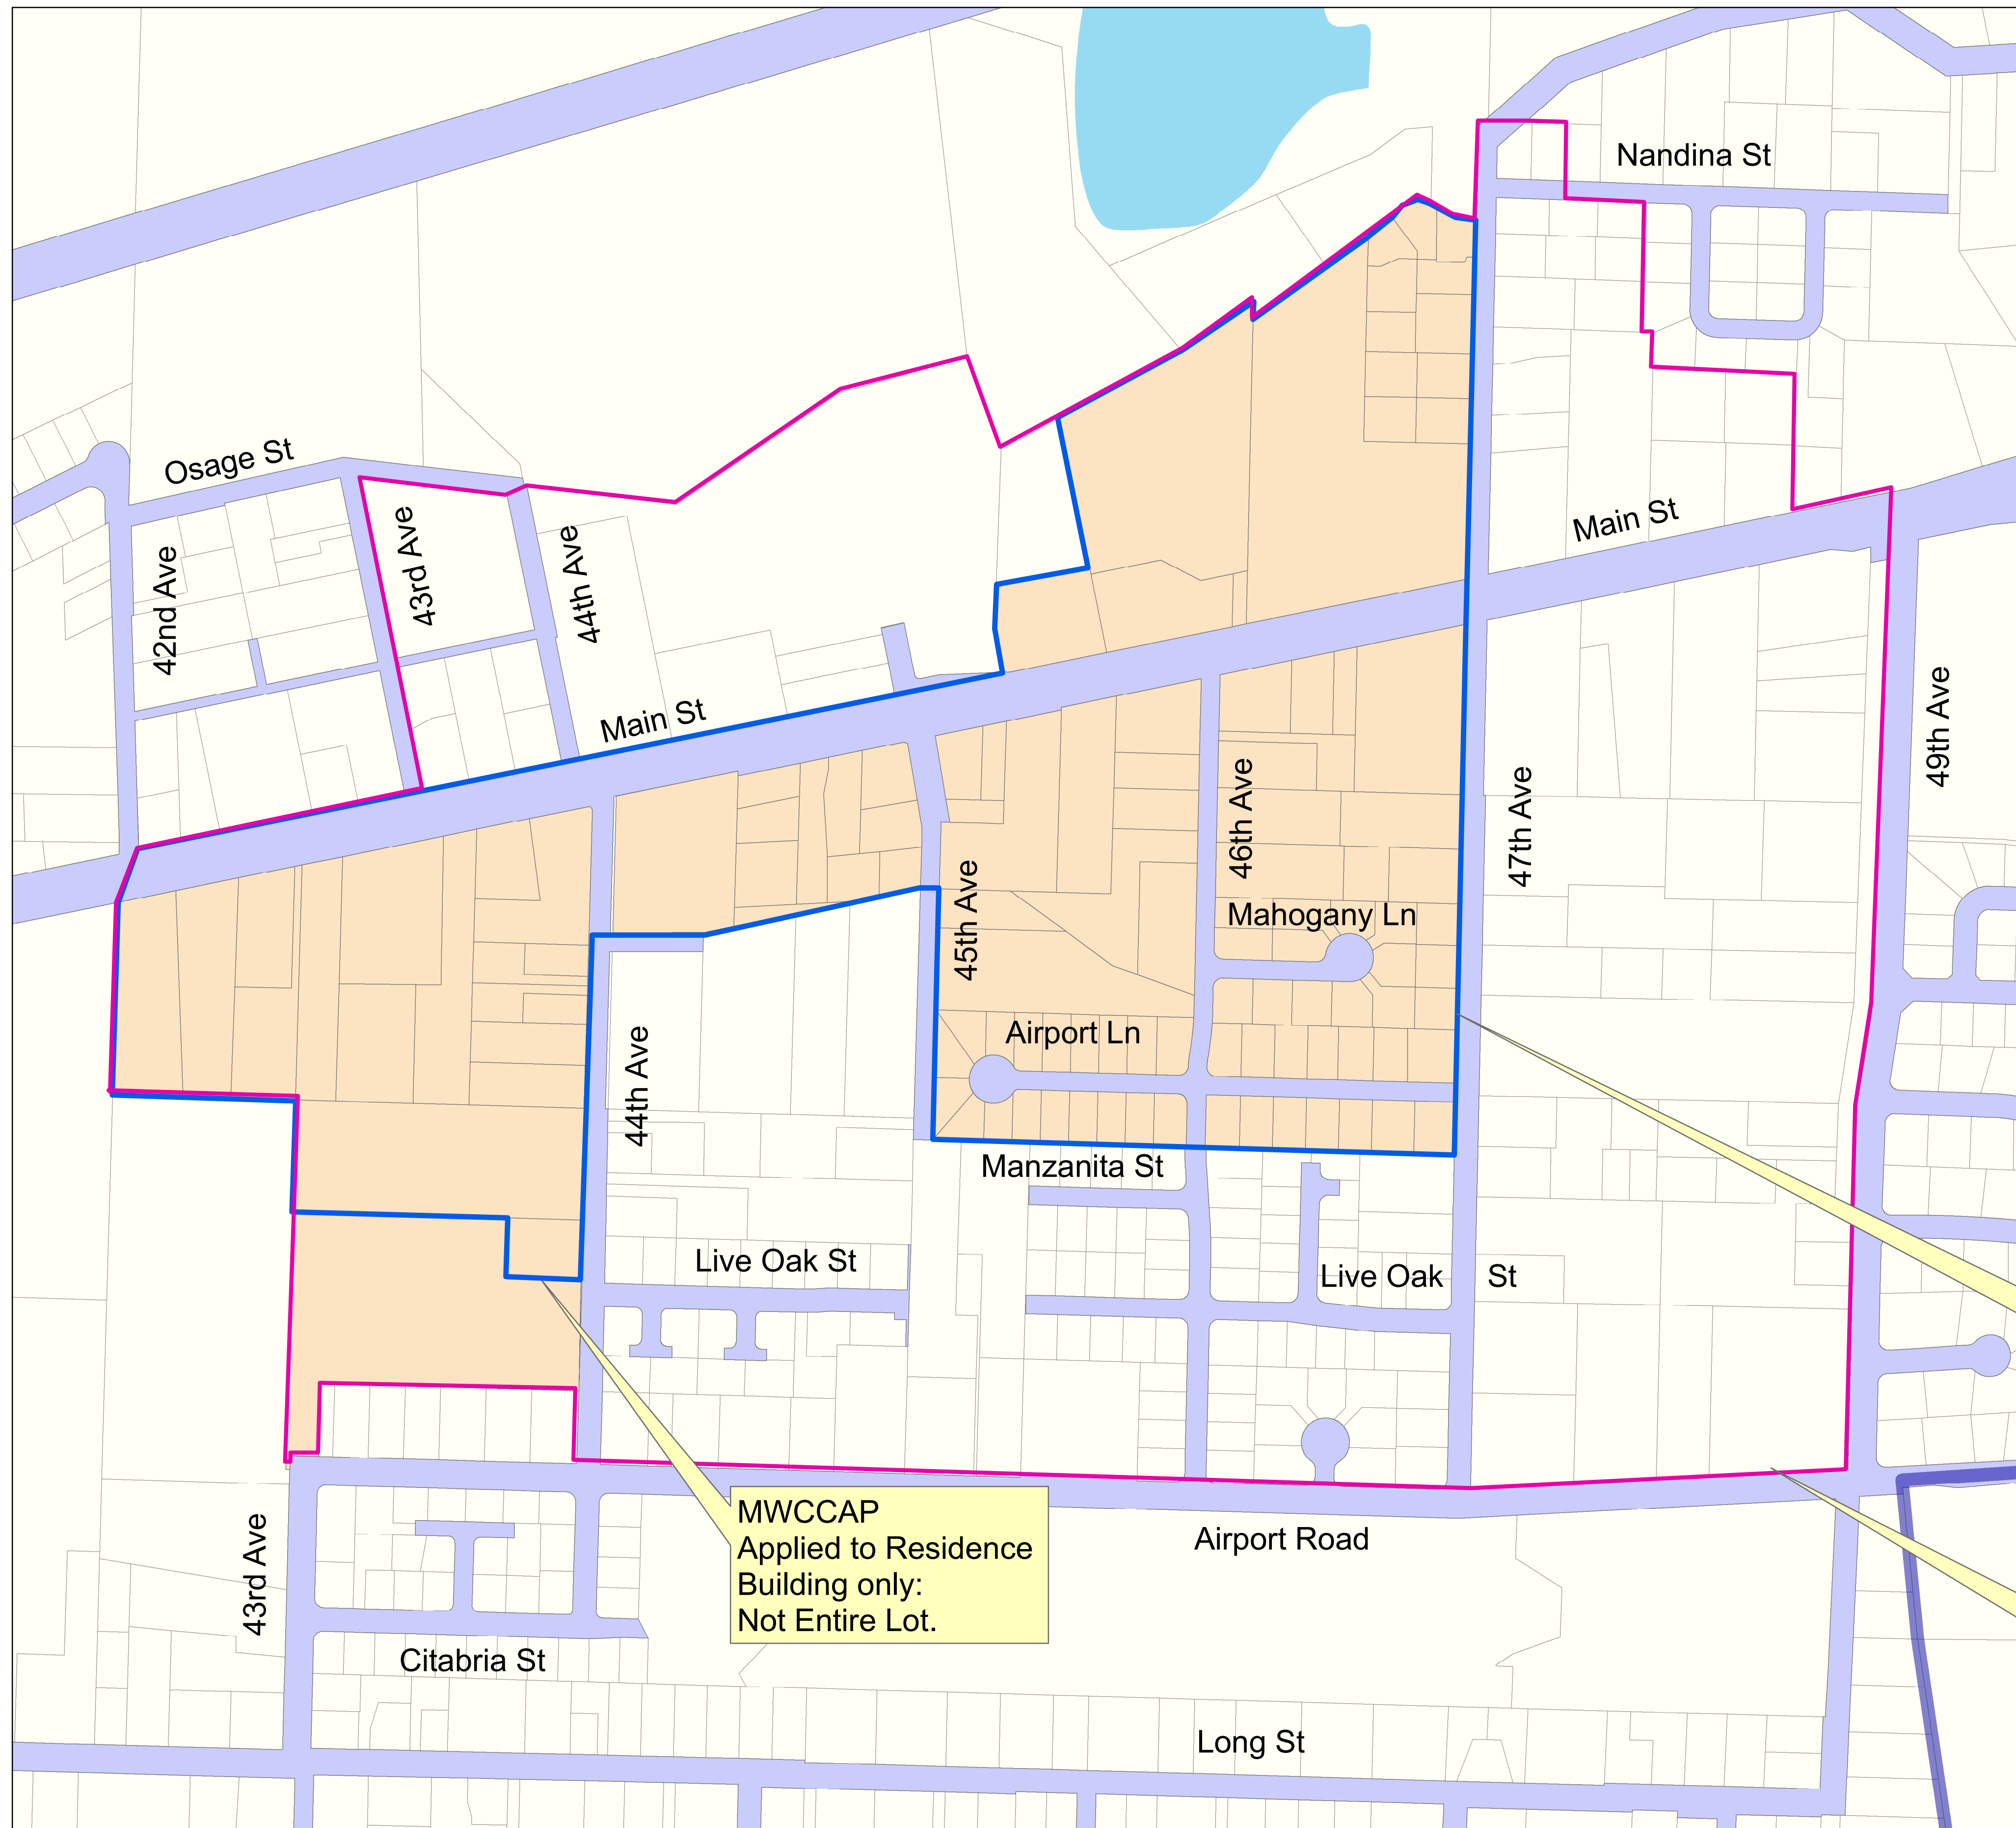 Nandina St
Osage St
43rd Ave
44th Ave
42nd Ave
Main St
Main St
49th Ave
47th Ave
46th Ave
45th Ave
Mahogany Ln
Airport Ln
44th Ave
Manzanita St
Live Oak St
Live Oak St
MWCCAP
Applied to Residence
Building only:
Not Entire Lot.
Airport Road
43rd Ave
Citabria St
Long St